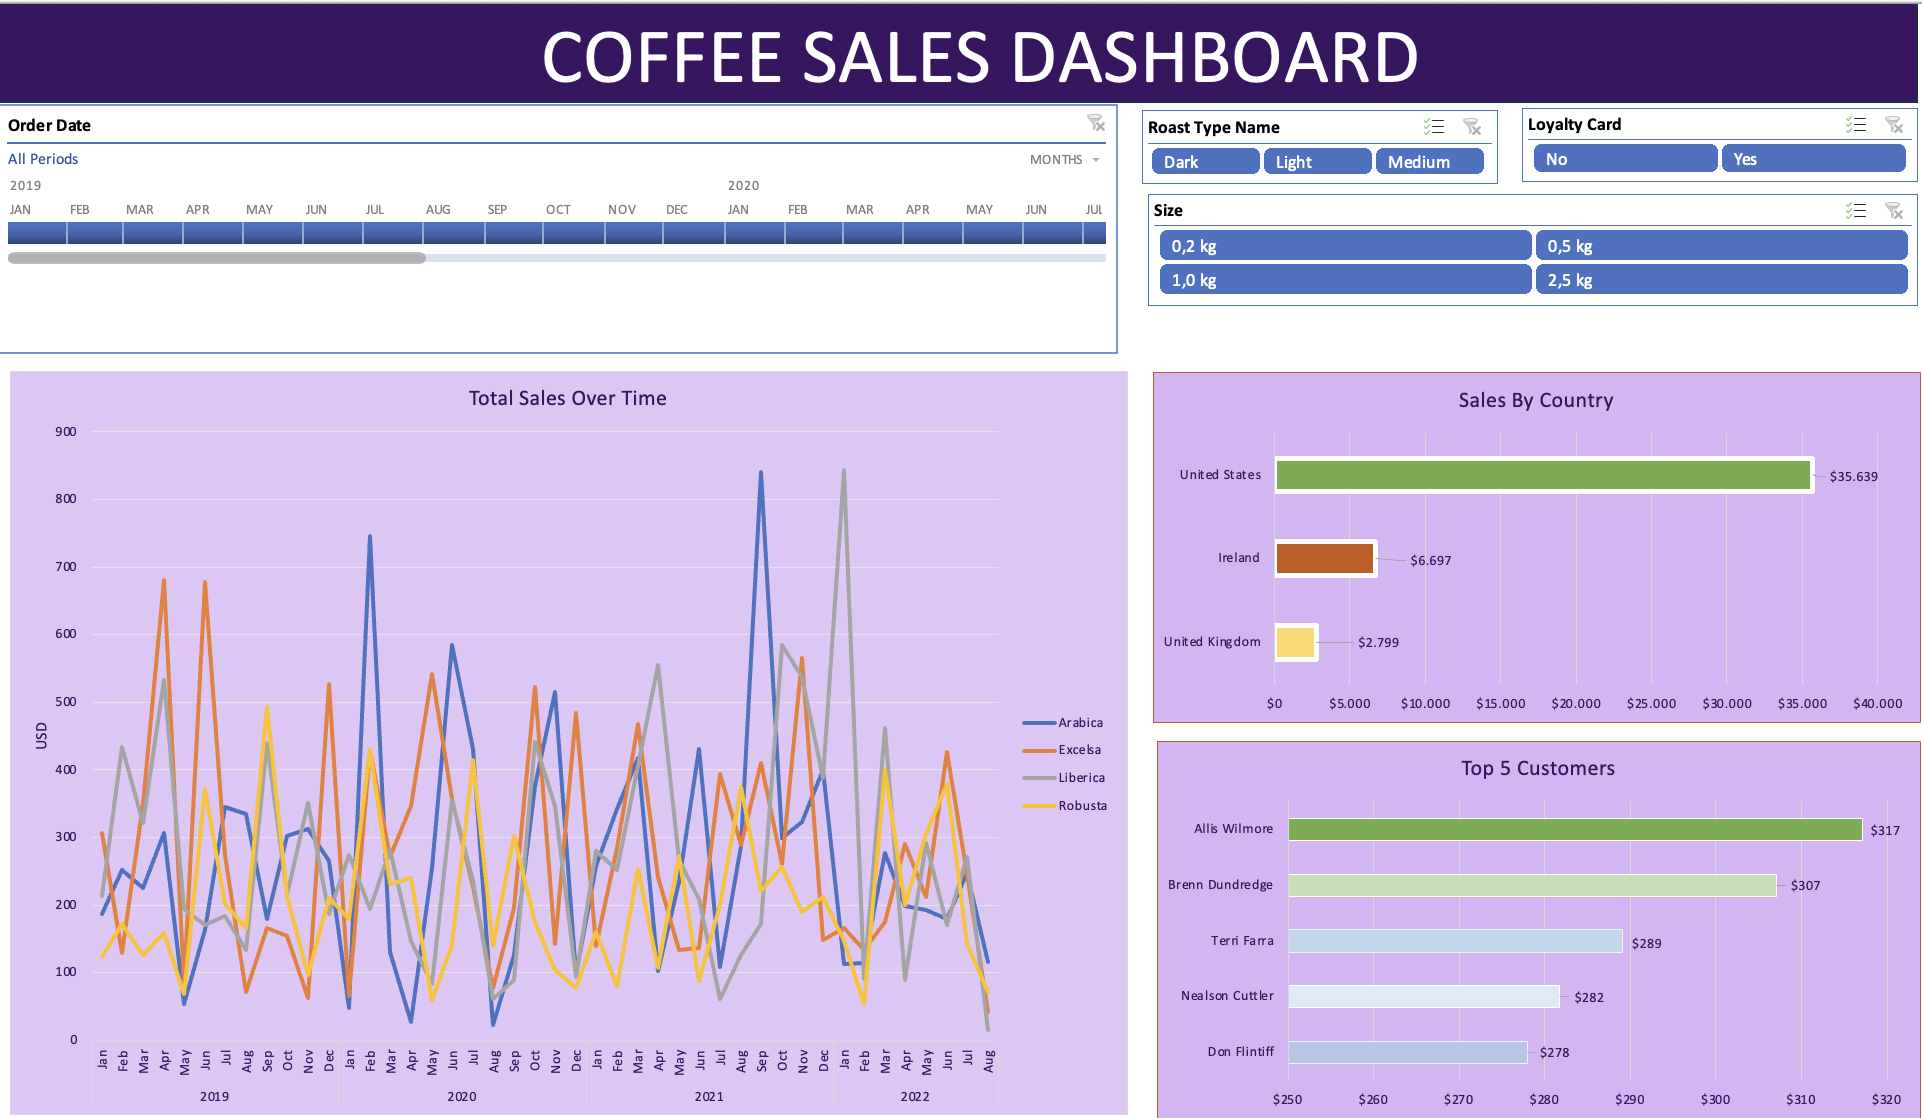 COFFEE SALES DASHBOARD
Order Date
All Periods
MONTHS
2019 2020
JAN FEB MAR APR MAY JUN JUL AUG SEP OCT NOV DEC JAN FEB MAR APR MAY JUN JUL
Roast Type Name
Dark Light Medium
Loyalty Card
No Yes
Size
0,2 kg 0,5 kg
1,0 kg 2,5 kg
Total Sales Over Time
900
800
700
600
500
400
300
200
100
0
USD
Jan Feb Mar Apr May Jun Jul Aug Sep Oct Nov Dec Jan Feb Mar Apr May Jun Jul Aug Sep Oct Nov Dec Jan Feb Mar Apr May Jun Jul Aug Sep Oct Nov Dec Jan Feb Mar Apr May Jun Jul Aug
2019 2020 2021 2022
Arabica
Excelsa
Liberica
Robusta
Sales By Country
United States $35.639
Ireland $6.697
United Kingdom $2.799
$0 $5.000 $10.000 $15.000 $20.000 $25.000 $30.000 $35.000 $40.000
Top 5 Customers
Allis Wilmore $317
Brenn Dundredge $307
Terri Farra $289
Nealson Cuttler $282
Don Flintiff $278
$250 $260 $270 $280 $290 $300 $310 $320